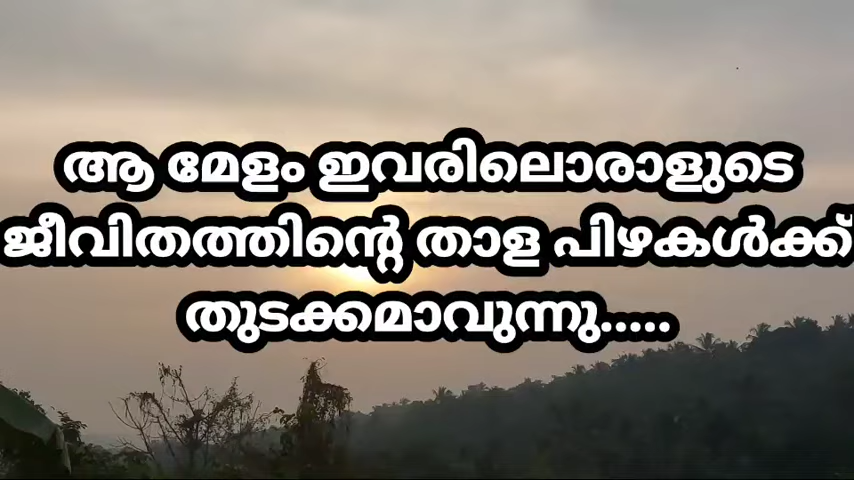 ആ മേളം ഇവരിലൊരാളുടെ
ജീവിതത്തിന്റെ താള പിഴകൾക്ക്
തുടക്കമാവുന്നു.....